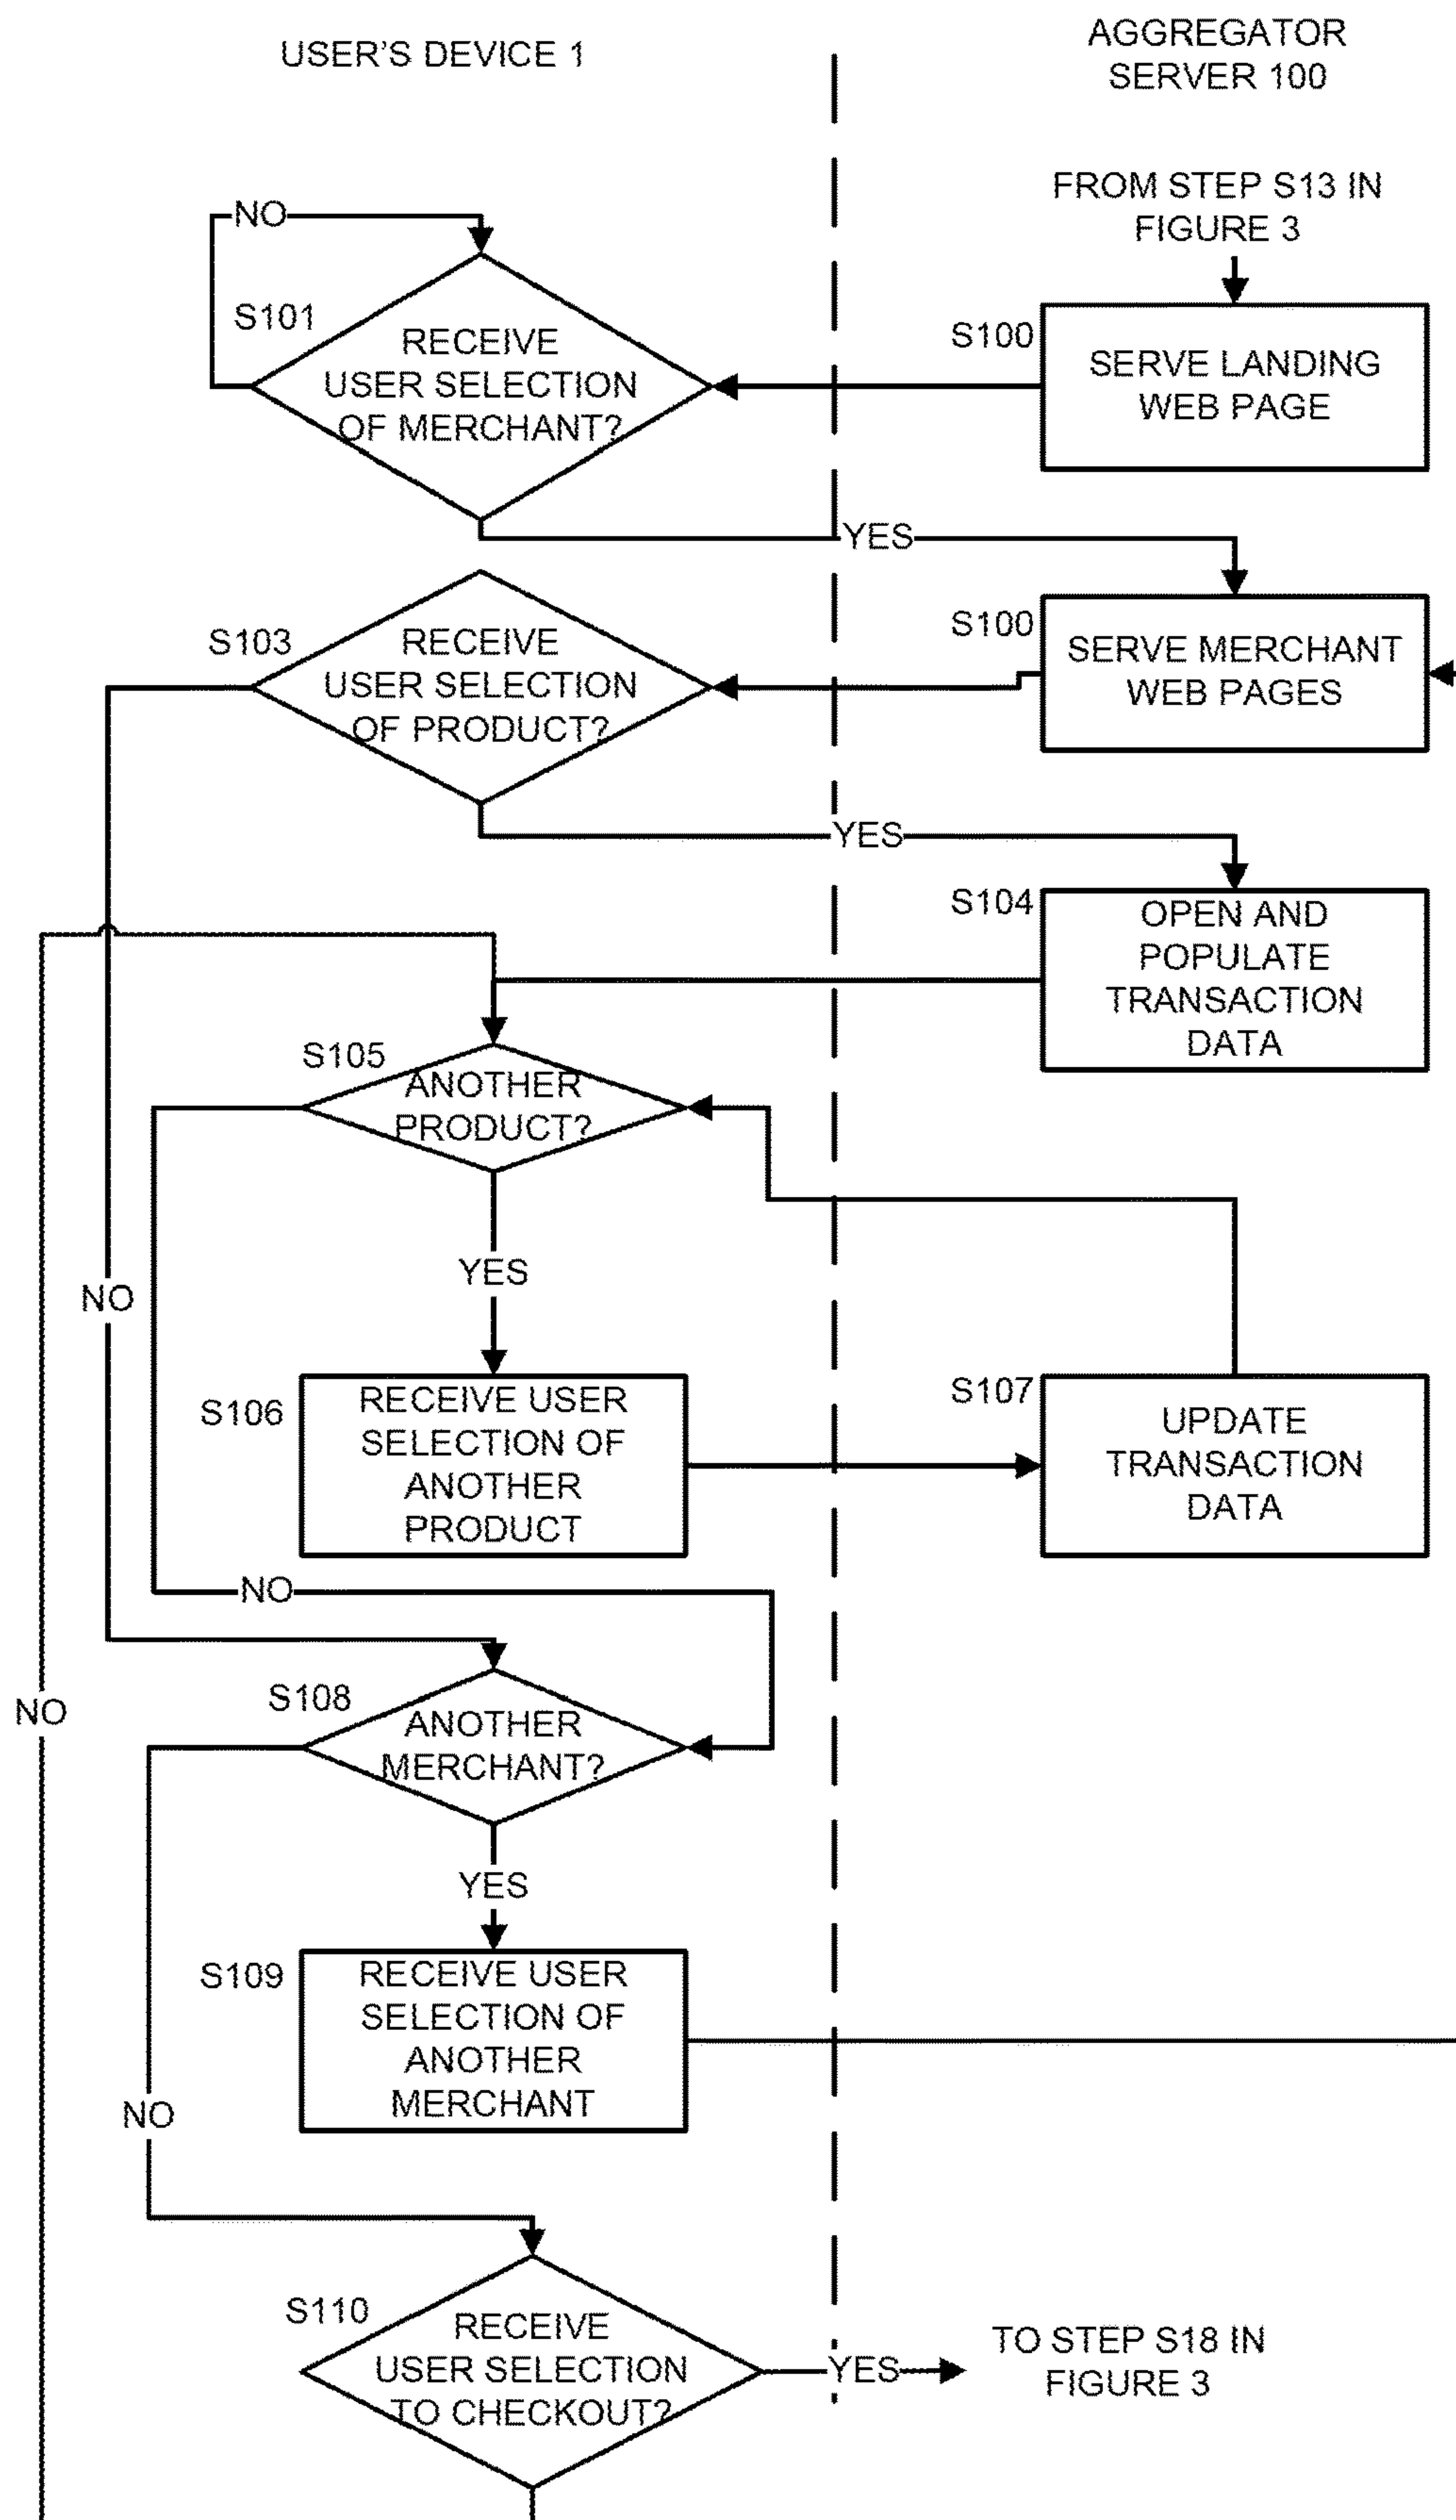 USER'S DEVICE 1
AGGREGATOR
SERVER 100
FROM STEP S13 IN
FIGURE 3
NO
S101
RECEIVE
USER SELECTION
OF MERCHANT?
S100
SERVE LANDING
WEB PAGE
YES
S103
RECEIVE
USER SELECTION
OF PRODUCT?
S100
SERVE MERCHANT
WEB PAGES
YES
S104
OPEN AND
POPULATE
TRANSACTION
DATA
S105
ANOTHER
PRODUCT?
YES
NO
S106
RECEIVE USER
SELECTION OF
ANOTHER
PRODUCT
S107
UPDATE
TRANSACTION
DATA
NO
NO
S108
ANOTHER
MERCHANT?
YES
S109
RECEIVE USER
SELECTION OF
ANOTHER
MERCHANT
NO
S110
RECEIVE
USER SELECTION
TO CHECKOUT?
YES
TO STEP S18 IN
FIGURE 3